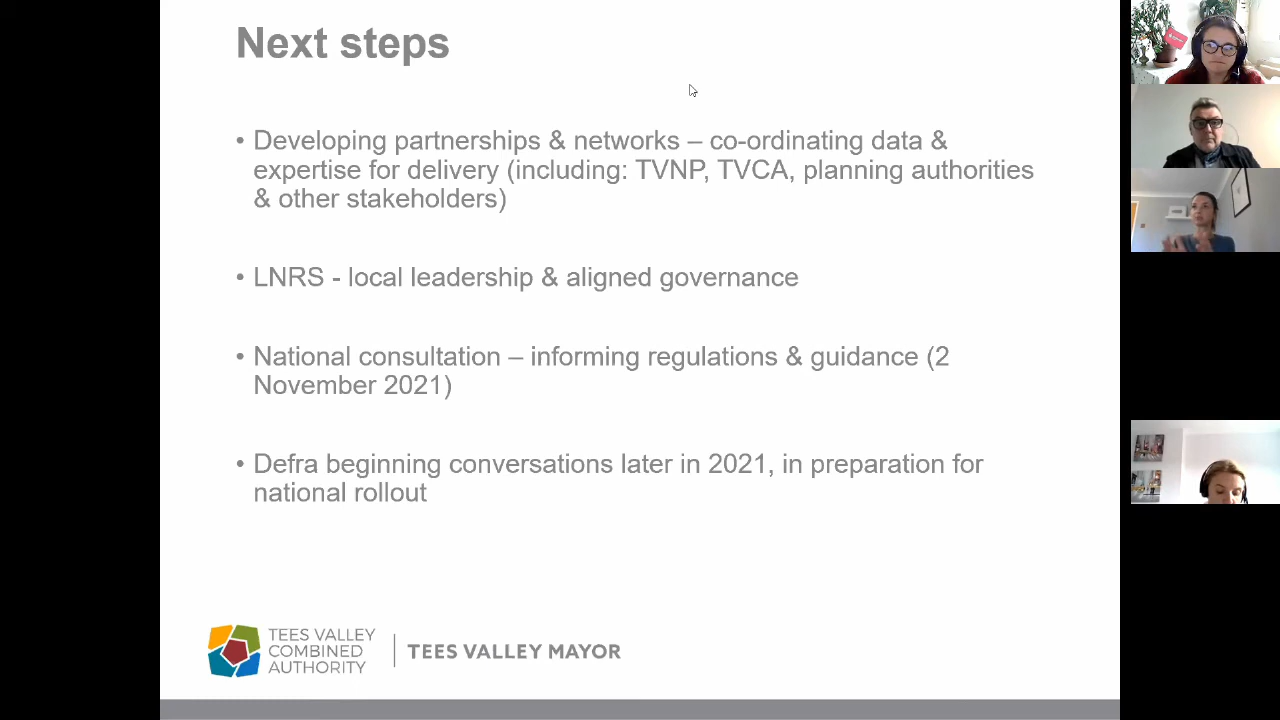 Next steps
• Developing partnerships & networks – co-ordinating data &
expertise for delivery (including: TVNP, TVCA, planning authorities
& other stakeholders)
• LNRS - local leadership & aligned governance
• National consultation – informing regulations & guidance (2
November 2021)
• Defra beginning conversations later in 2021, in preparation for
national rollout
TEES VALLEY
COMBINED
AUTHORITY
TEES VALLEY MAYOR